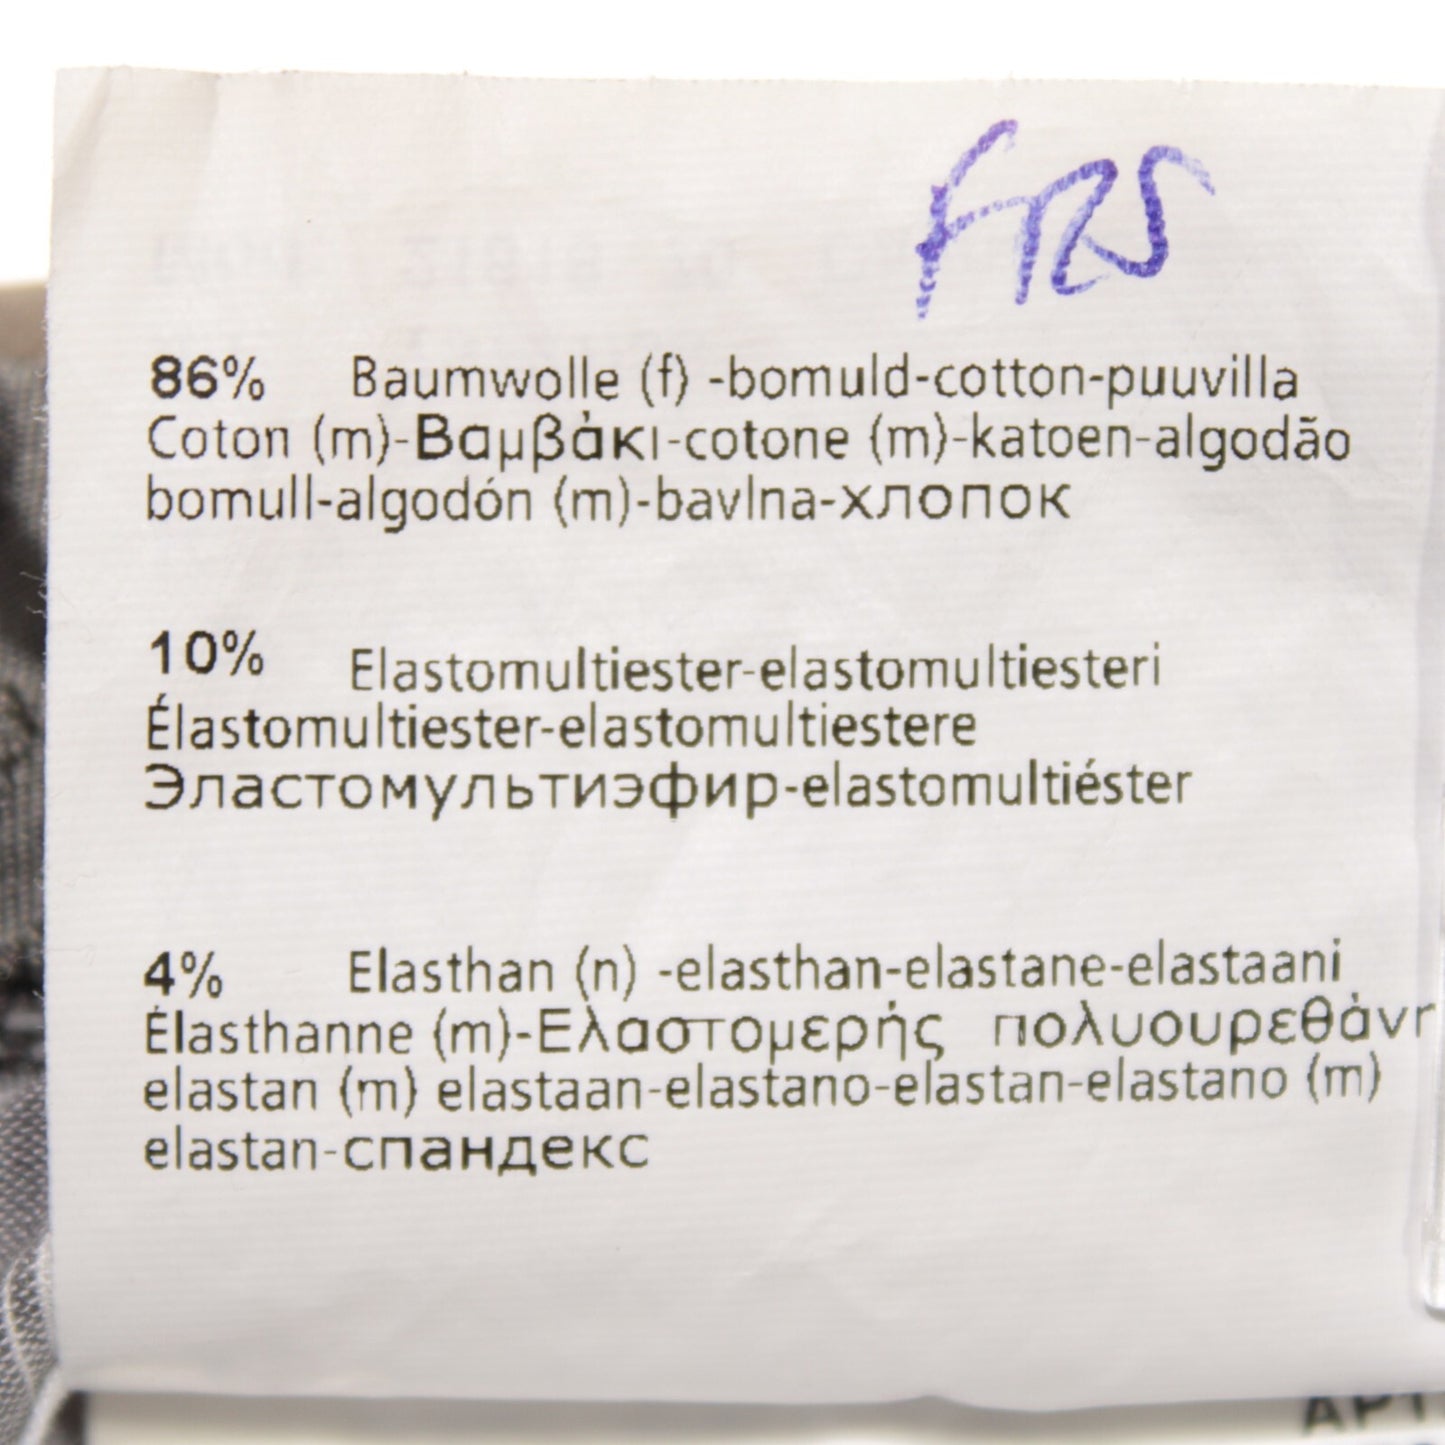 FRS
86% Baumwolle (f) -bomuld-cotton-puuvilla
Coton (m)-Βαμβάκι-cotone (m)-katoen-algodão
bomull-algodón (m)-bavlna-хлопок
10% Elastomultiester-elastomultiesteri
Élastomultiester-elastomultiestere
Эластомультиэфир-elastomultiéster
4% Elasthan (n) -elasthan-elastane-elastaani
Élasthanne (m)-Ελαστομερής
elastan (m) elastaan-elastano-elastan-elastano (m)
elastan-спандекс